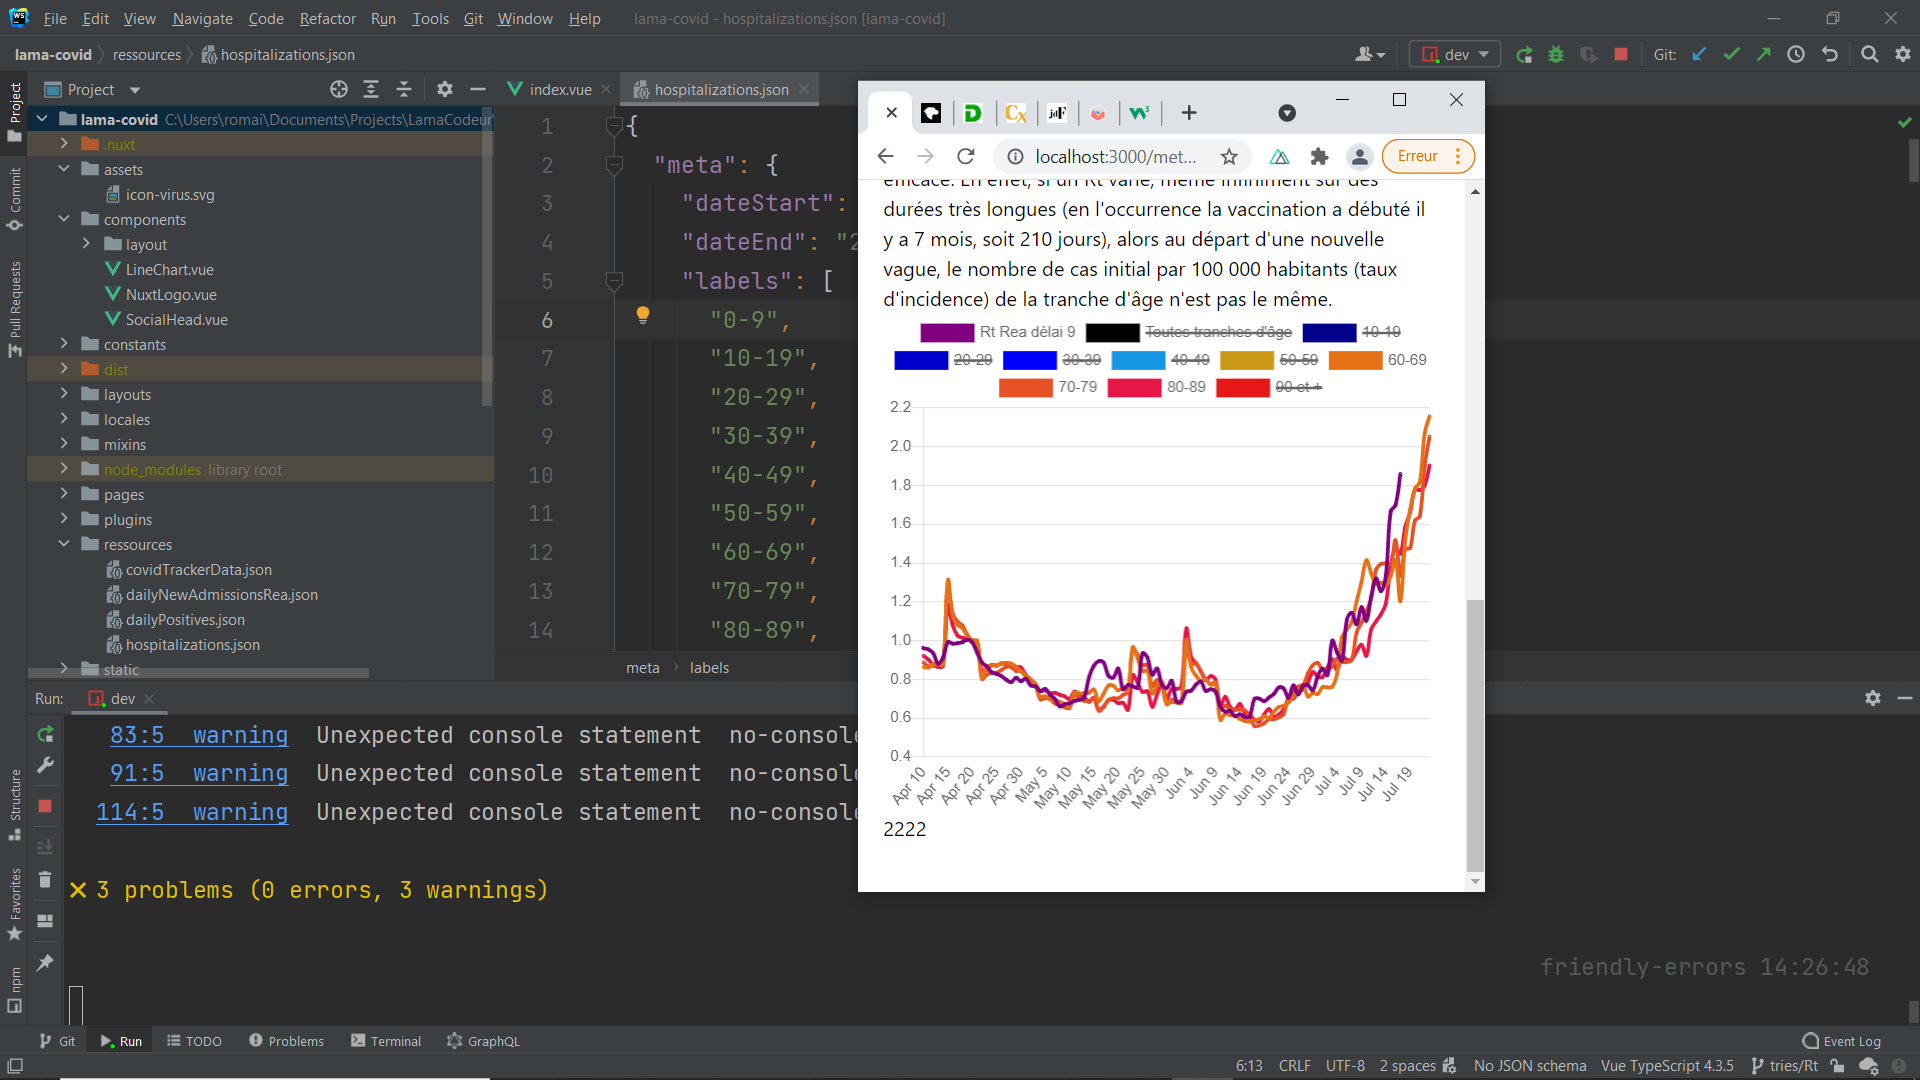 File Edit View Navigate Code Refactor Run Tools Git Window Help lama-covid - hospitalizations.json [lama-covid]
lama-covid ressources hospitalizations.json
dev Git:
Project
index.vue hospitalizations.json
lama-covid C:\Users\romai\Documents\Projects\LamaCodeur\
.nuxt
assets
icon-virus.svg
components
layout
LineChart.vue
NuxtLogo.vue
SocialHead.vue
constants
dist
layouts
locales
mixins
node_modules library root
pages
plugins
ressources
covidTrackerData.json
dailyNewAdmissionsRea.json
dailyPositives.json
hospitalizations.json
static
Project
Commit
Pull Requests
Structure
Favorites
npm
1 {
2 "meta": {
3 "dateStart":
4 "dateEnd": "2
5 "labels": [
6 "0-9",
7 "10-19",
8 "20-29",
9 "30-39",
10 "40-49",
11 "50-59",
12 "60-69",
13 "70-79",
14 "80-89",
meta labels
localhost:3000/met...
Erreur
efficace. En effet, si un Rt varie, même infiniment sur des
durées très longues (en l'occurrence la vaccination a débuté il
y a 7 mois, soit 210 jours), alors au départ d'une nouvelle
vague, le nombre de cas initial par 100 000 habitants (taux
d'incidence) de la tranche d'âge n'est pas le même.
Rt Rea délai 9 Toutes tranches d'âge 10-19
20-29 30-39 40-49 50-59 60-69
70-79 80-89 90 et +
2.2
2.0
1.8
1.6
1.4
1.2
1.0
0.8
0.6
0.4
Apr 10 Apr 15 Apr 20 Apr 25 Apr 30 May 5 May 10 May 15 May 20 May 25 May 30 Jun 4 Jun 9 Jun 14 Jun 19 Jun 24 Jun 29 Jul 4 Jul 9 Jul 14 Jul 19
2222
Run: dev
83:5 warning Unexpected console statement no-console
91:5 warning Unexpected console statement no-console
114:5 warning Unexpected console statement no-console
3 problems (0 errors, 3 warnings)
friendly-errors 14:26:48
Git Run TODO Problems Terminal GraphQL Event Log
6:13 CRLF UTF-8 2 spaces No JSON schema Vue TypeScript 4.3.5 tries/Rt